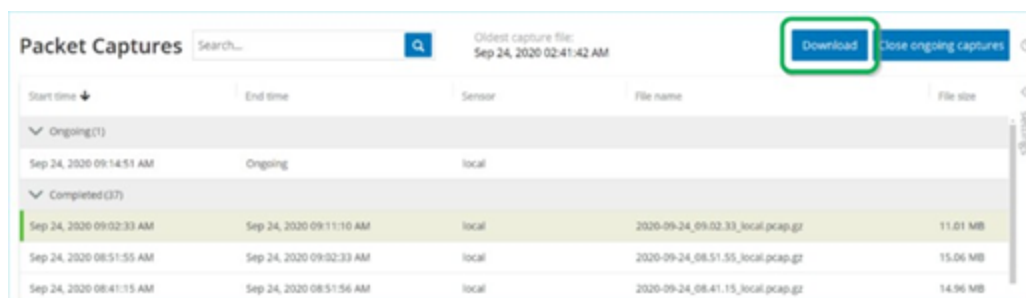 Packet Captures
Search...
Oldest capture file:
Sep 24, 2020 02:41:42 AM
Download
Close ongoing captures
Start time
End time
Sensor
File name
File size
Ongoing (1)
Sep 24, 2020 09:14:51 AM Ongoing local
Completed (37)
Sep 24, 2020 09:02:33 AM Sep 24, 2020 09:11:10 AM local 2020-09-24_09.02.33_local.pcap.gz 11.01 MB
Sep 24, 2020 08:51:55 AM Sep 24, 2020 09:02:33 AM local 2020-09-24_08.51.55_local.pcap.gz 15.06 MB
Sep 24, 2020 08:41:15 AM Sep 24, 2020 08:51:56 AM local 2020-09-24_08.41.15_local.pcap.gz 14.96 MB